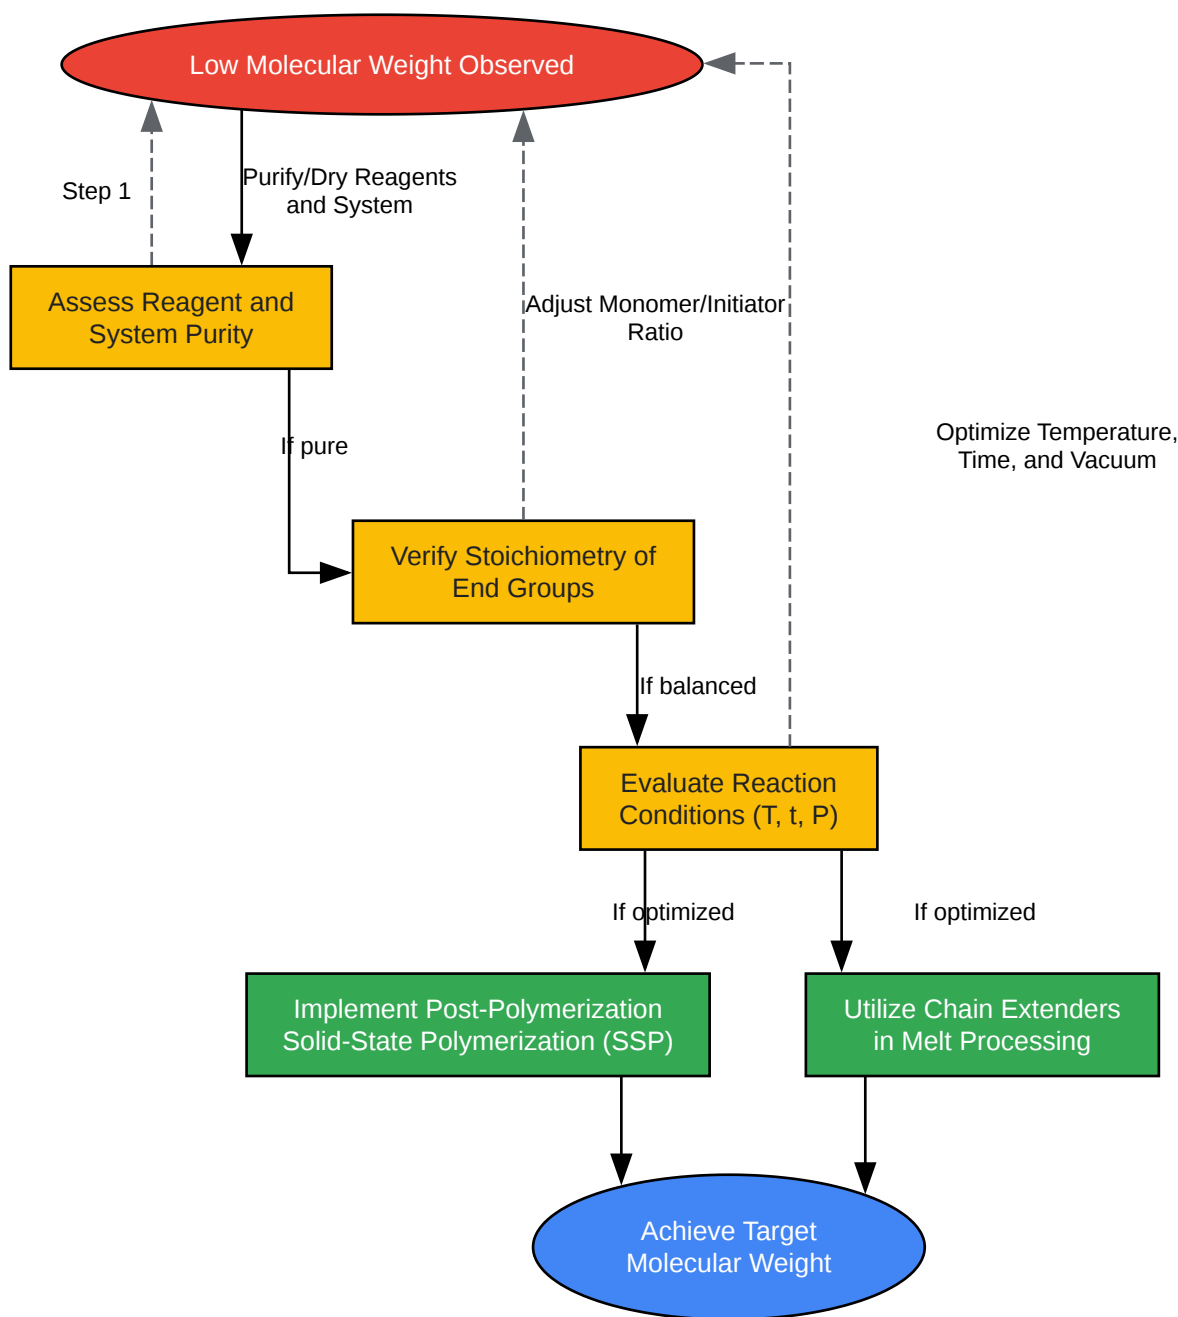 Low Molecular Weight Observed
Step 1
Purify/Dry Reagents
and System
Assess Reagent and
System Purity
Adjust Monomer/Initiator
Ratio
If pure
Optimize Temperature,
Time, and Vacuum
Verify Stoichiometry of
End Groups
If balanced
Evaluate Reaction
Conditions (T, t, P)
If optimized
If optimized
Implement Post-Polymerization
Solid-State Polymerization (SSP)
Utilize Chain Extenders
in Melt Processing
Achieve Target
Molecular Weight